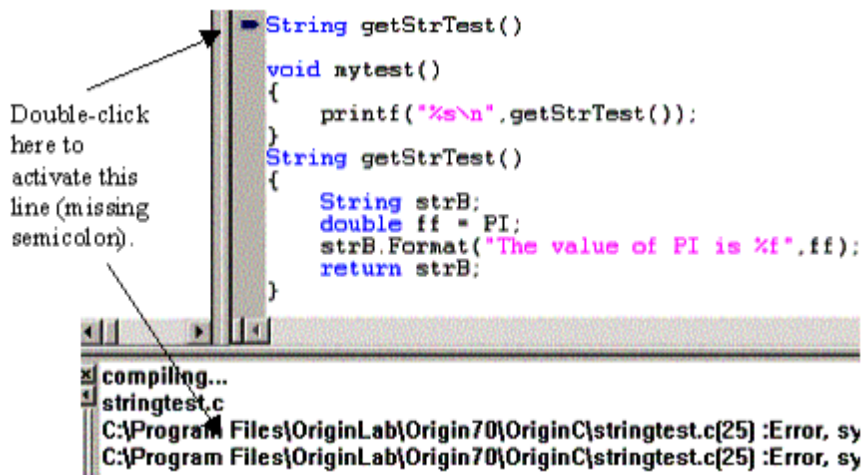 String getStrTest()
void mytest()
{
printf("%s\n",getStrTest());
}
String getStrTest()
{
String strB;
double ff = PI;
strB.Format("The value of PI is %f",ff);
return strB;
}
Double-click
here to
activate this
line (missing
semicolon).
compiling...
stringtest.c
C:\Program Files\OriginLab\Origin70\OriginC\stringtest.c(25) :Error, sy
C:\Program Files\OriginLab\Origin70\OriginC\stringtest.c(25) :Error, sy